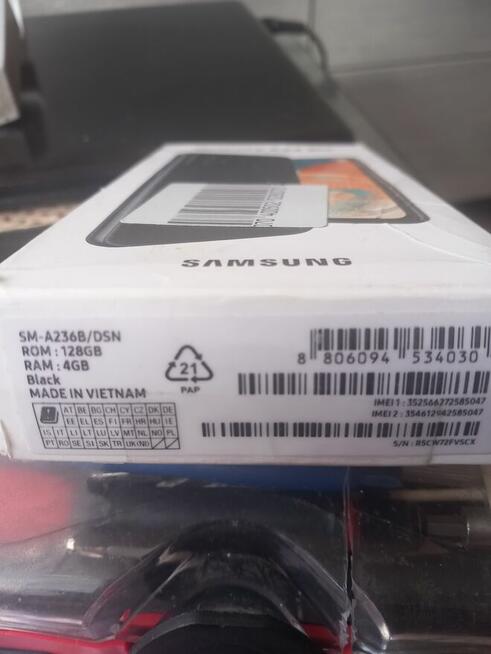 SAMSUNG
SM-A236B/DSN
ROM : 128GB
RAM : 4GB
Black
MADE IN VIETNAM
21
PAP
AT BE BG CH CY CZ DK DE
EE EL ES FI FR HR HU IE
IS IT LI LT LU LV MT NL NO PL
PT RO SE SI SK TR UK(NI)
8 806094 534030
IMEI 1 : 352566272585047
IMEI 2 : 354612942585047
S/N : R5CW72FVSCX